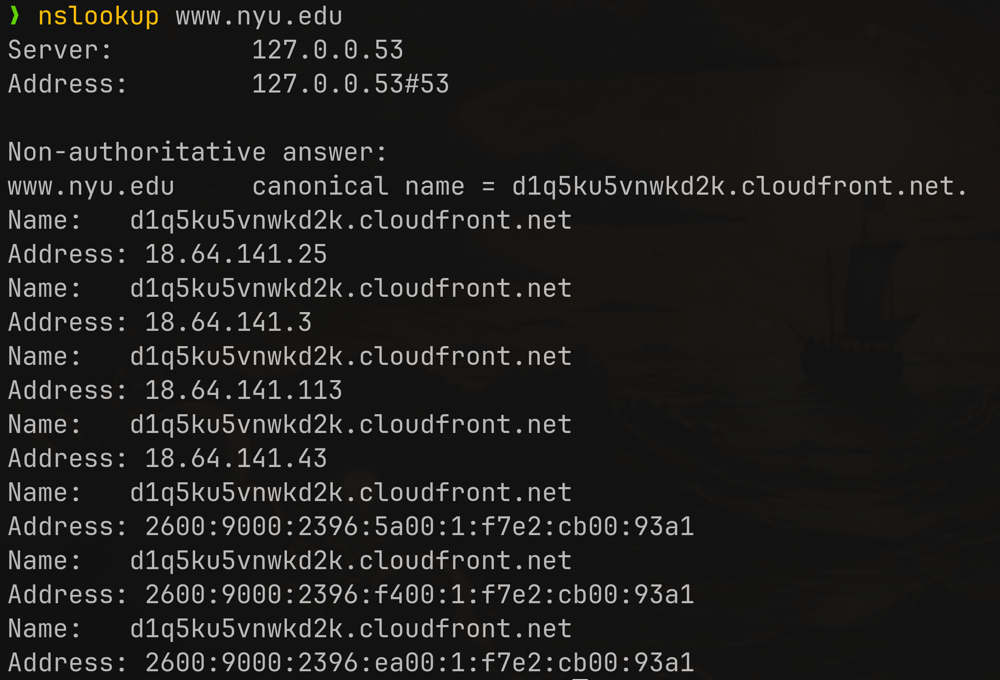 ❯ nslookup www.nyu.edu
Server:         127.0.0.53
Address:        127.0.0.53#53

Non-authoritative answer:
www.nyu.edu     canonical name = d1q5ku5vnwkd2k.cloudfront.net.
Name:   d1q5ku5vnwkd2k.cloudfront.net
Address: 18.64.141.25
Name:   d1q5ku5vnwkd2k.cloudfront.net
Address: 18.64.141.3
Name:   d1q5ku5vnwkd2k.cloudfront.net
Address: 18.64.141.113
Name:   d1q5ku5vnwkd2k.cloudfront.net
Address: 18.64.141.43
Name:   d1q5ku5vnwkd2k.cloudfront.net
Address: 2600:9000:2396:5a00:1:f7e2:cb00:93a1
Name:   d1q5ku5vnwkd2k.cloudfront.net
Address: 2600:9000:2396:f400:1:f7e2:cb00:93a1
Name:   d1q5ku5vnwkd2k.cloudfront.net
Address: 2600:9000:2396:ea00:1:f7e2:cb00:93a1